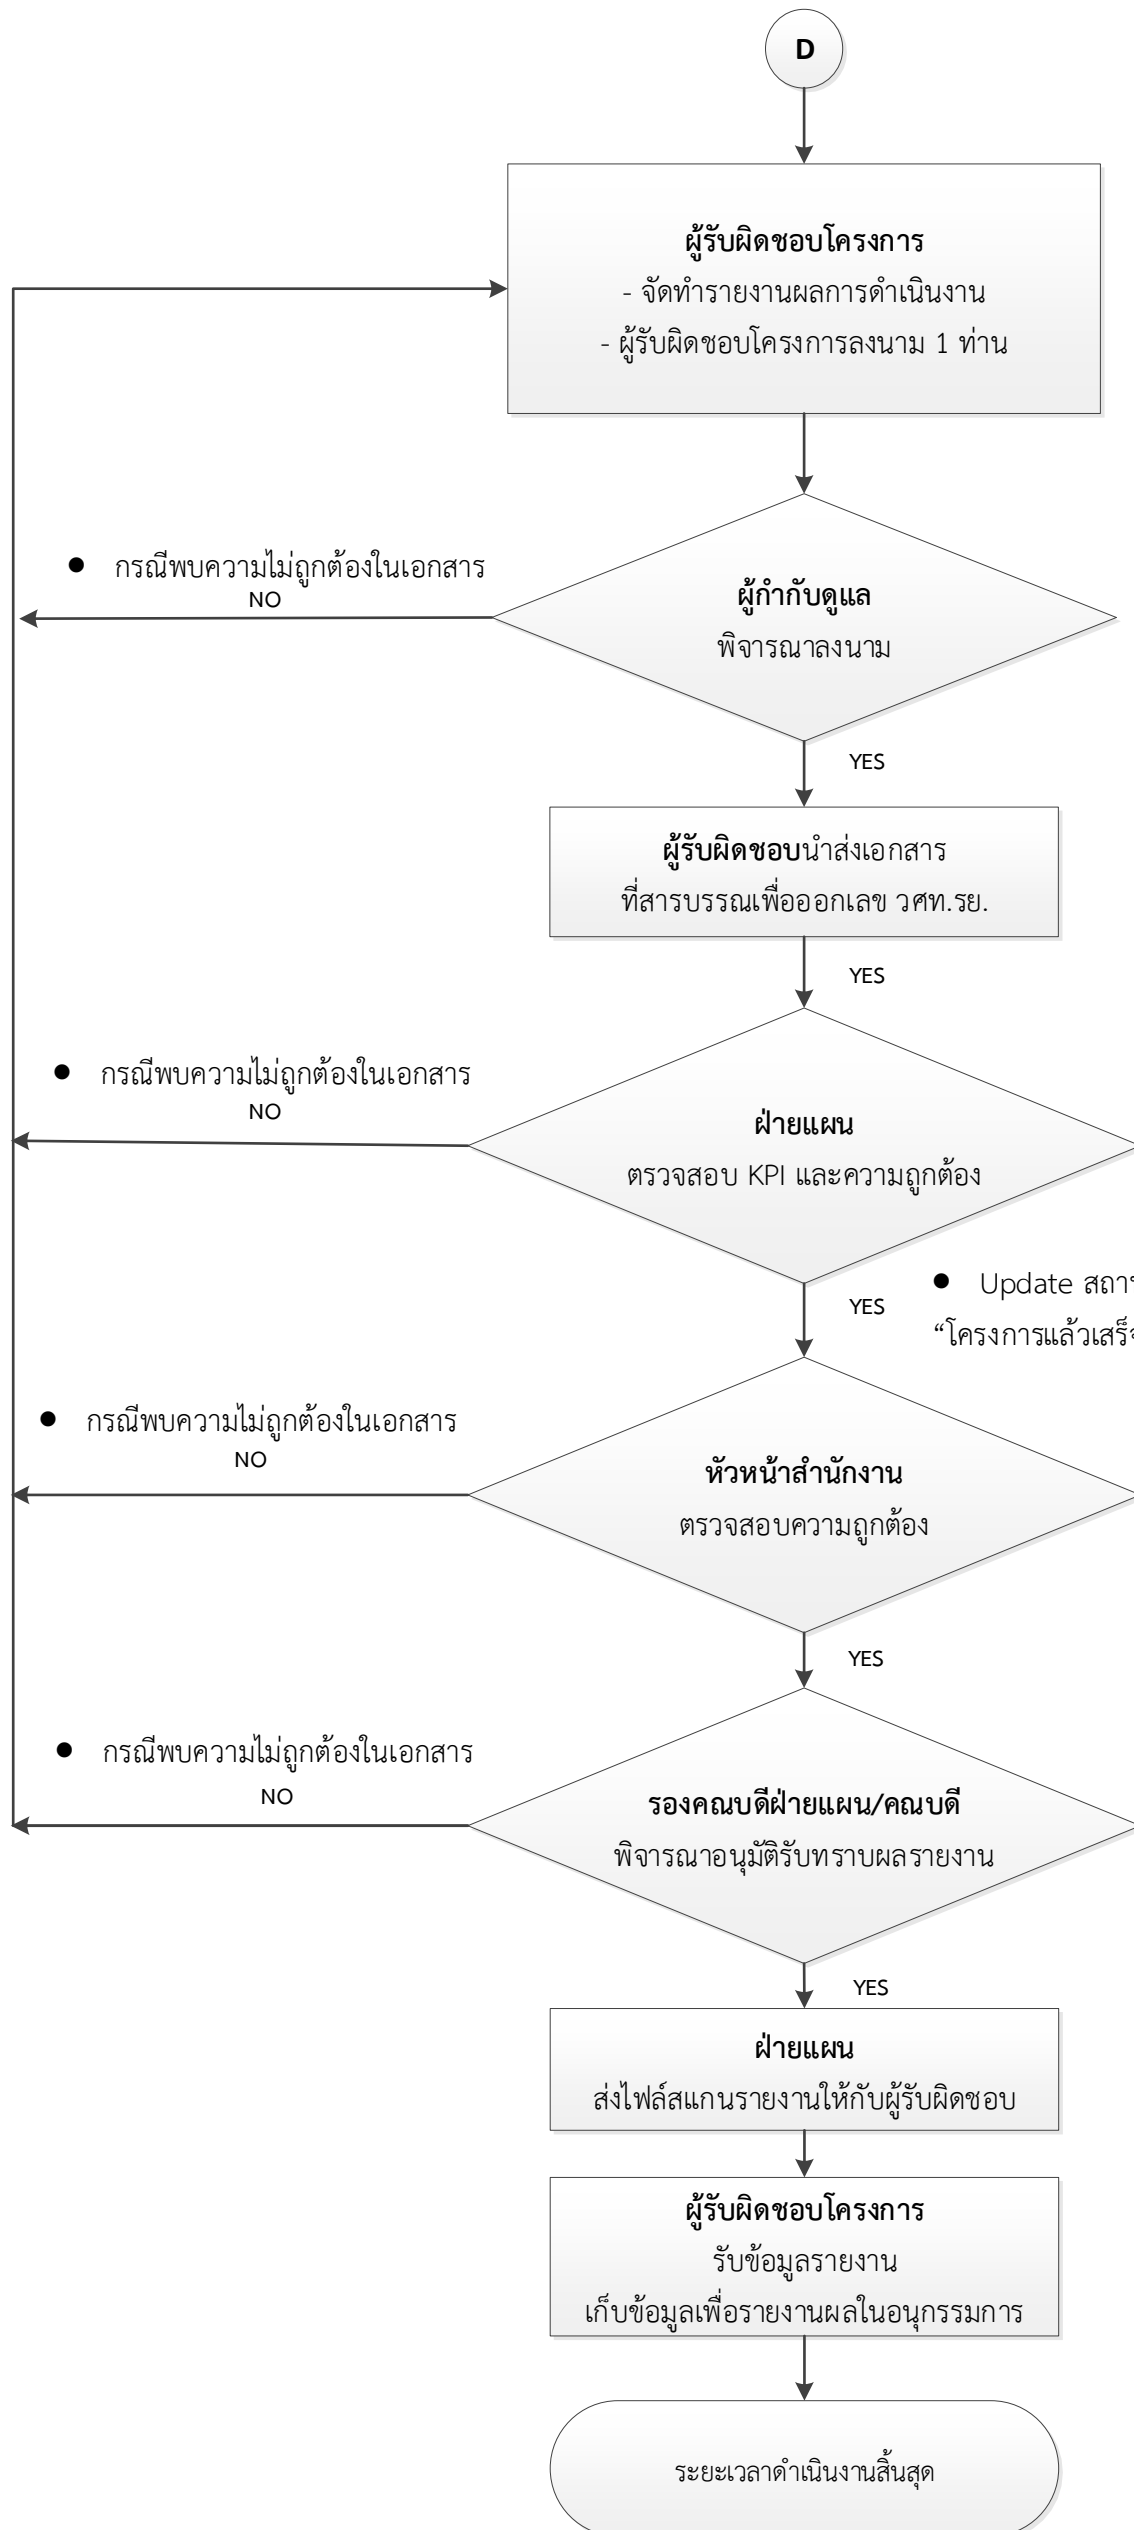 D
ผู้รับผิดชอบโครงการ
- จัดทำรายงานผลการดำเนินงาน
- ผู้รับผิดชอบโครงการลงนาม 1 ท่าน
● กรณีพบความไม่ถูกต้องในเอกสาร
NO
ผู้กำกับดูแล
พิจารณาลงนาม
YES
ผู้รับผิดชอบนำส่งเอกสาร
ที่สารบรรณเพื่อออกเลข วศท.รย.
YES
● กรณีพบความไม่ถูกต้องในเอกสาร
NO
ฝ่ายแผน
ตรวจสอบ KPI และความถูกต้อง
YES
● Update
“โครงการแล้วเสร็จ
● กรณีพบความไม่ถูกต้องในเอกสาร
NO
หัวหน้าสำนักงาน
ตรวจสอบความถูกต้อง
YES
● กรณีพบความไม่ถูกต้องในเอกสาร
NO
รองคณบดีฝ่ายแผน/คณบดี
พิจารณาอนุมัติรับทราบผลรายงาน
YES
ฝ่ายแผน
ส่งไฟล์สแกนรายงานให้กับผู้รับผิดชอบ
ผู้รับผิดชอบโครงการ
รับข้อมูลรายงาน
เก็บข้อมูลเพื่อรายงานผลในอนุกรรมการ
ระยะเวลาดำเนินงานสิ้นสุด